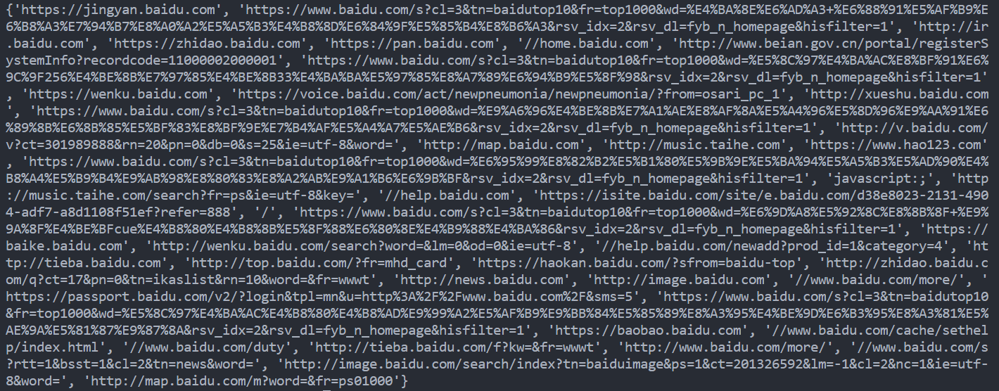 {'https://jingyan.baidu.com', 'https://www.baidu.com/s?cl=3&tn=baidutop10&fr=top1000&wd=%E4%BA%8E%E6%AD%A3+%E6%88%91%E5%AF%B9%E
6%B8%A3%E7%94%B7%E8%A0%A2%E5%A5%B3%E4%B8%8D%E6%84%9F%E5%85%B4%E8%B6%A3&rsv_idx=2&rsv_dl=fyb_n_homepage&hisfilter=1', 'http://ir
.baidu.com', 'https://zhidao.baidu.com', 'https://pan.baidu.com', '//home.baidu.com', 'http://www.beian.gov.cn/portal/registerS
ystemInfo?recordcode=11000002000001', 'https://www.baidu.com/s?cl=3&tn=baidutop10&fr=top1000&wd=%E5%8C%97%E4%BA%AC%E8%BF%91%E6%
9C%9F256%E4%BE%8B%E7%97%85%E4%BE%8B33%E4%BA%BA%E5%97%85%E8%A7%89%E6%94%B9%E5%8F%98&rsv_idx=2&rsv_dl=fyb_n_homepage&hisfilter=1'
, 'https://wenku.baidu.com', 'https://voice.baidu.com/act/newpneumonia/newpneumonia/?from=osari_pc_1', 'http://xueshu.baidu.com
', 'https://www.baidu.com/s?cl=3&tn=baidutop10&fr=top1000&wd=%E9%A6%96%E4%BE%8B%E7%A1%AE%E8%AF%8A%E5%A4%96%E5%8D%96%E9%AA%91%E6
%89%8B%E6%8B%85%E5%BF%83%E8%BF%9E%E7%B4%AF%E5%A4%A7%E5%AE%B6&rsv_idx=2&rsv_dl=fyb_n_homepage&hisfilter=1', 'http://v.baidu.com/
v?ct=301989888&rn=20&pn=0&db=0&s=25&ie=utf-8&word=', 'http://map.baidu.com', 'http://music.taihe.com', 'https://www.hao123.com'
, 'https://www.baidu.com/s?cl=3&tn=baidutop10&fr=top1000&wd=%E6%95%99%E8%82%B2%E5%B1%80%E5%9B%9E%E5%BA%94%E5%A5%B3%E5%AD%90%E4%
B8%A4%E5%B9%B4%E9%AB%98%E8%80%83%E8%A2%AB%E9%A1%B6%E6%9B%BF&rsv_idx=2&rsv_dl=fyb_n_homepage&hisfilter=1', 'javascript:;', 'http
://music.taihe.com/search?fr=ps&ie=utf-8&key=', '//help.baidu.com', 'https://isite.baidu.com/site/e.baidu.com/d38e8023-2131-490
4-adf7-a8d1108f51ef?refer=888', '/', 'https://www.baidu.com/s?cl=3&tn=baidutop10&fr=top1000&wd=%E6%9D%A8%E5%92%8C%E8%8B%8F+%E9%
9A%8F%E4%BE%BFcue%E4%B8%80%E4%B8%8B%E5%8F%88%E6%80%8E%E4%B9%88%E4%BA%86&rsv_idx=2&rsv_dl=fyb_n_homepage&hisfilter=1', 'https://
baike.baidu.com', 'http://wenku.baidu.com/search?word=&lm=0&od=0&ie=utf-8', '//help.baidu.com/newadd?prod_id=1&category=4', 'ht
tp://tieba.baidu.com', 'http://top.baidu.com/?fr=mhd_card', 'https://haokan.baidu.com/?sfrom=baidu-top', 'http://zhidao.baidu.c
om/q?ct=17&pn=0&tn=ikaslist&rn=10&word=&fr=wwwt', 'http://news.baidu.com', 'http://image.baidu.com', '//www.baidu.com/more/', '
https://passport.baidu.com/v2/?login&tpl=mn&u=http%3A%2F%2Fwww.baidu.com%2F&sms=5', 'https://www.baidu.com/s?cl=3&tn=baidutop10
&fr=top1000&wd=%E5%8C%97%E4%BA%AC%E4%B8%80%E4%B8%AD%E9%99%A2%E5%AF%B9%E9%BB%84%E5%85%89%E8%A3%95%E4%BE%9D%E6%B3%95%E8%A3%81%E5%
AE%9A%E5%81%87%E9%87%8A&rsv_idx=2&rsv_dl=fyb_n_homepage&hisfilter=1', 'https://baobao.baidu.com', '//www.baidu.com/cache/sethel
p/index.html', '//www.baidu.com/duty', 'http://tieba.baidu.com/f?kw=&fr=wwwt', 'http://www.baidu.com/more/', '//www.baidu.com/s
?rtt=1&bsst=1&cl=2&tn=news&word=', 'http://image.baidu.com/search/index?tn=baiduimage&ps=1&ct=201326592&lm=-1&cl=2&nc=1&ie=utf-
8&word=', 'http://map.baidu.com/m?word=&fr=ps01000'}